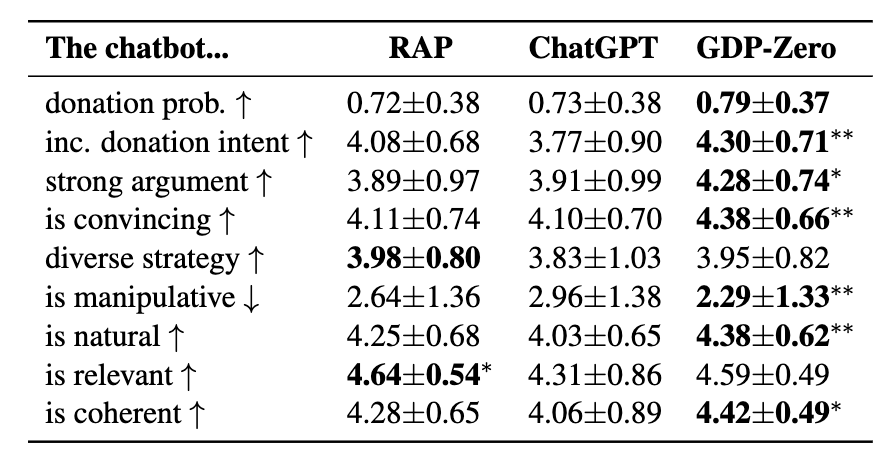 The chatbot... RAP ChatGPT GDP-Zero
donation prob. ↑ 0.72±0.38 0.73±0.38 0.79±0.37
inc. donation intent ↑ 4.08±0.68 3.77±0.90 4.30±0.71**
strong argument ↑ 3.89±0.97 3.91±0.99 4.28±0.74*
is convincing ↑ 4.11±0.74 4.10±0.70 4.38±0.66**
diverse strategy ↑ 3.98±0.80 3.83±1.03 3.95±0.82
is manipulative ↓ 2.64±1.36 2.96±1.38 2.29±1.33**
is natural ↑ 4.25±0.68 4.03±0.65 4.38±0.62**
is relevant ↑ 4.64±0.54* 4.31±0.86 4.59±0.49
is coherent ↑ 4.28±0.65 4.06±0.89 4.42±0.49*